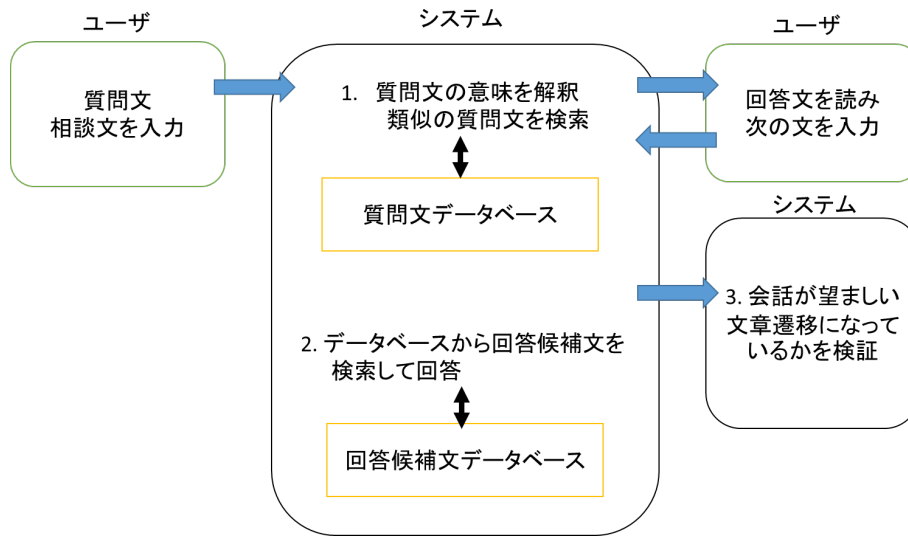 ユーザ
質問文
相談文を入力
システム
1. 質問文の意味を解釈
類似の質問文を検索
質問文データベース
2. データベースから回答候補文を
検索して回答
回答候補文データベース
ユーザ
回答文を読み
次の文を入力
システム
3. 会話が望ましい
文章遷移になって
いるかを検証